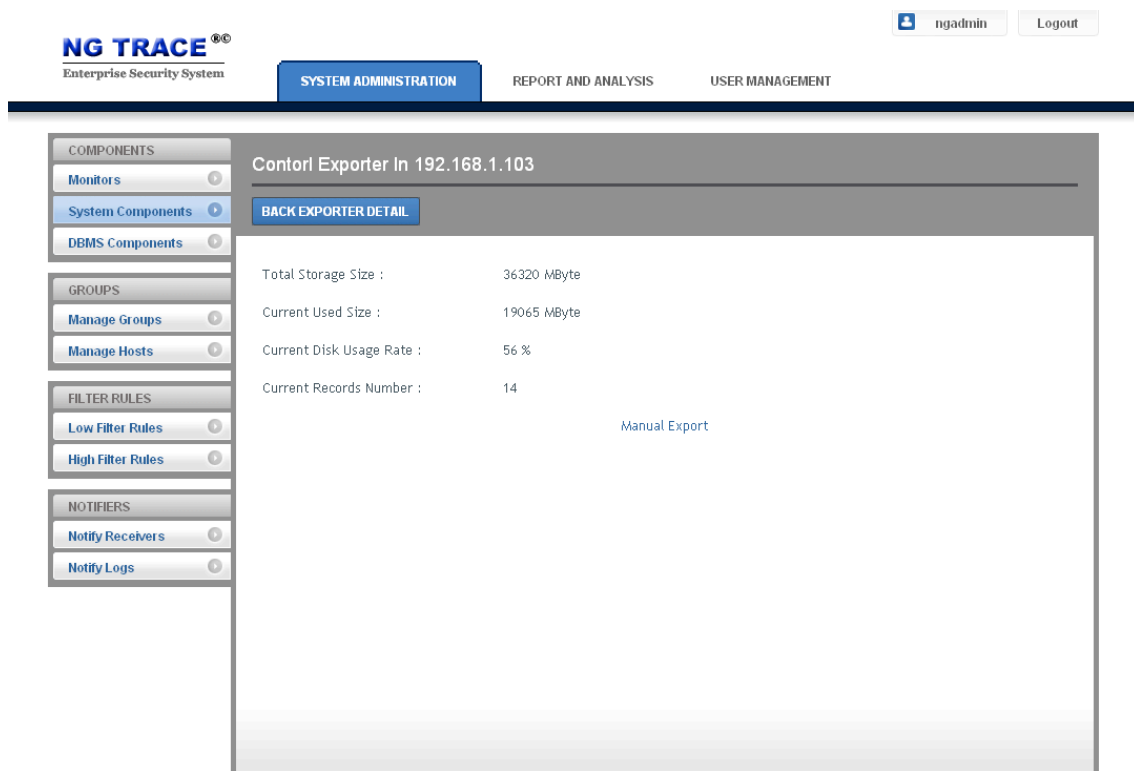 ngadmin
Logout
NG TRACE ®©
Enterprise Security System
SYSTEM ADMINISTRATION
REPORT AND ANALYSIS
USER MANAGEMENT
COMPONENTS
Monitors
System Components
DBMS Components
GROUPS
Manage Groups
Manage Hosts
FILTER RULES
Low Filter Rules
High Filter Rules
NOTIFIERS
Notify Receivers
Notify Logs
Contorl Exporter In 192.168.1.103
BACK EXPORTER DETAIL
Total Storage Size : 36320 MByte
Current Used Size : 19065 MByte
Current Disk Usage Rate : 56 %
Current Records Number : 14
Manual Export